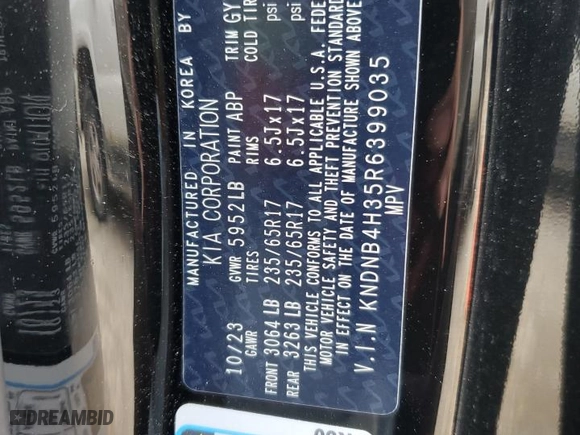 MANUFACTURED IN KOREA BY
KIA CORPORATION
10/23 GVWR 5952LB PAINT ABP TRIM GY
GAWR TIRES RIMS COLD TIR
FRONT 3064 LB 235/65R17 6.5Jx17 psi
REAR 3263 LB 235/65R17 6.5Jx17 psi
THIS VEHICLE CONFORMS TO ALL APPLICABLE U.S.A. FEDE
MOTOR VEHICLE SAFETY AND THEFT PREVENTION STANDARD
IN EFFECT ON THE DATE OF MANUFACTURE SHOWN ABOVE
V.I.N KNDNB4H35R6399035
MPV
DREAMBID